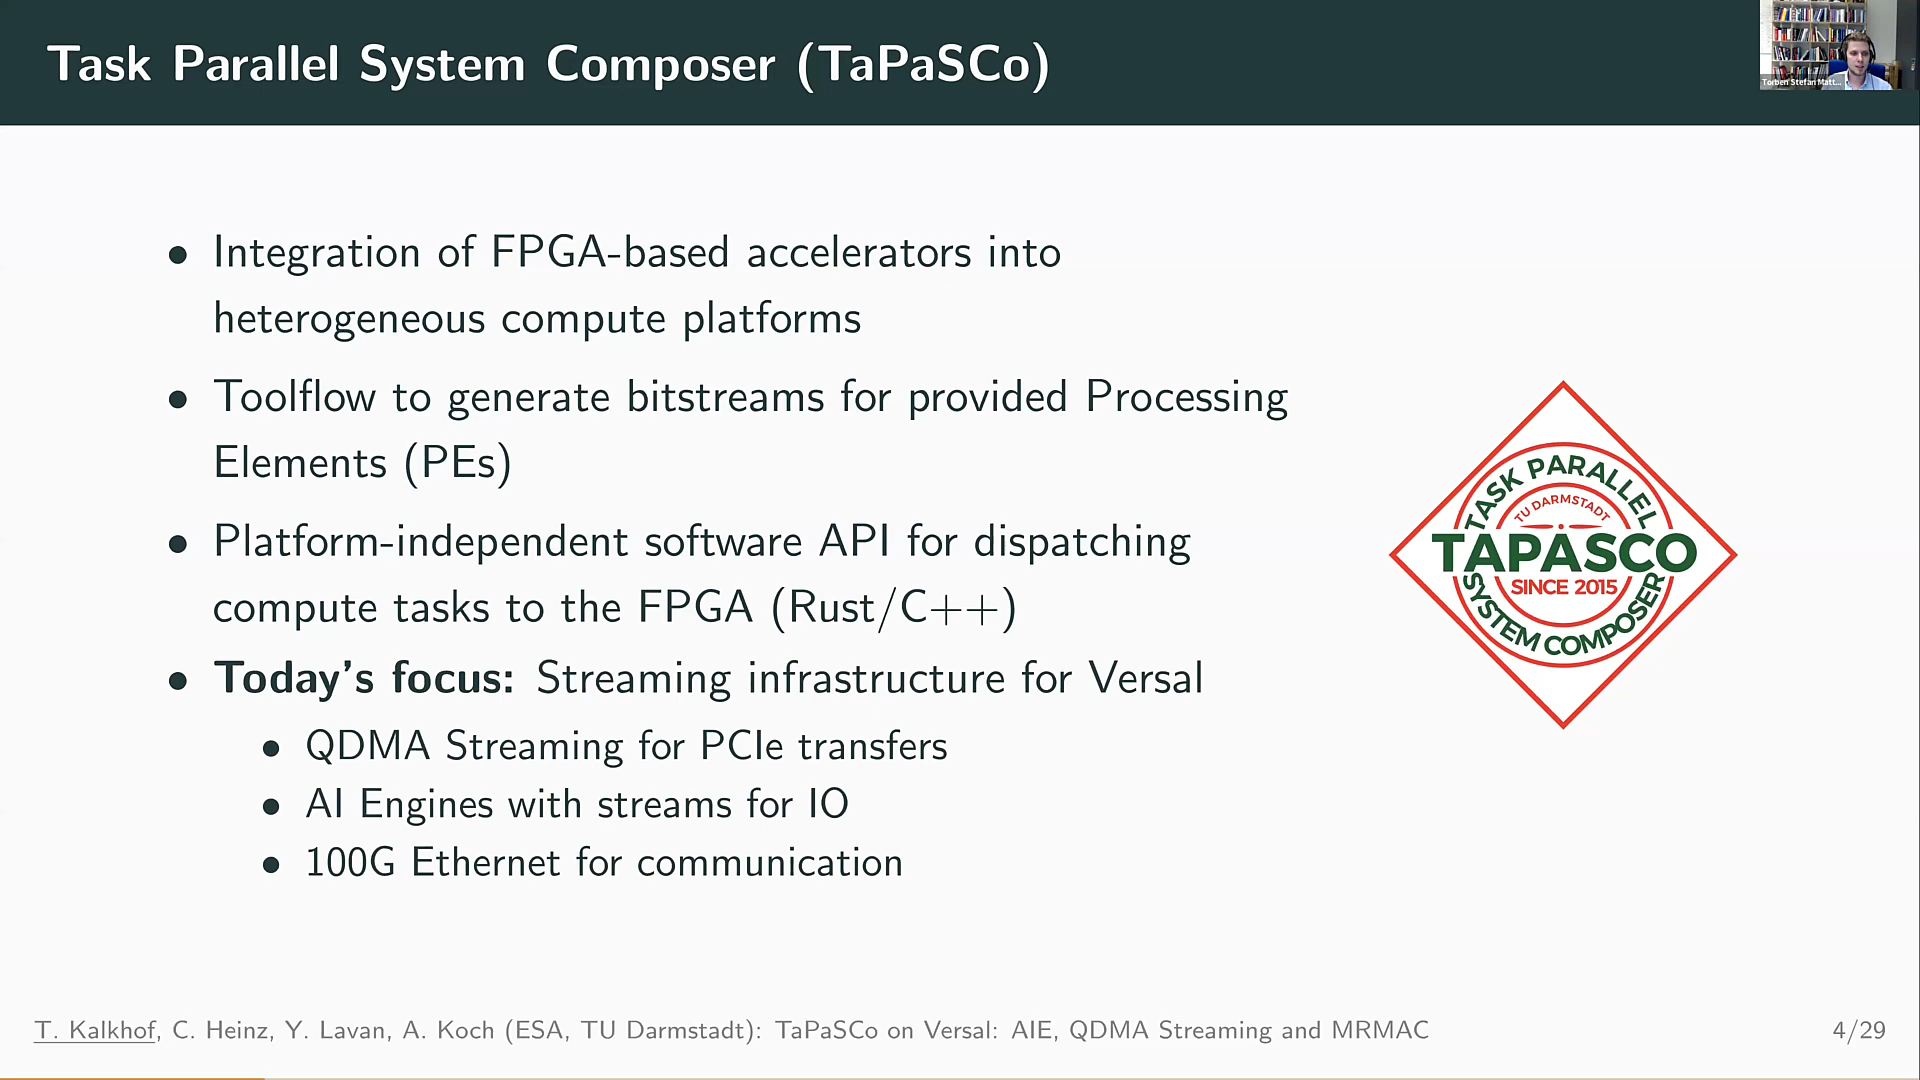 Task Parallel System Composer (TaPaSCo)
Torben Stefan Matt...
• Integration of FPGA-based accelerators into
heterogeneous compute platforms
• Toolflow to generate bitstreams for provided Processing
Elements (PEs)
• Platform-independent software API for dispatching
compute tasks to the FPGA (Rust/C++)
• Today's focus: Streaming infrastructure for Versal
• QDMA Streaming for PCIe transfers
• AI Engines with streams for IO
• 100G Ethernet for communication
TASK PARALLEL
TU DARMSTADT
TAPASCO
SINCE 2015
SYSTEM COMPOSER
T. Kalkhof, C. Heinz, Y. Lavan, A. Koch (ESA, TU Darmstadt): TaPaSCo on Versal: AIE, QDMA Streaming and MRMAC
4/29